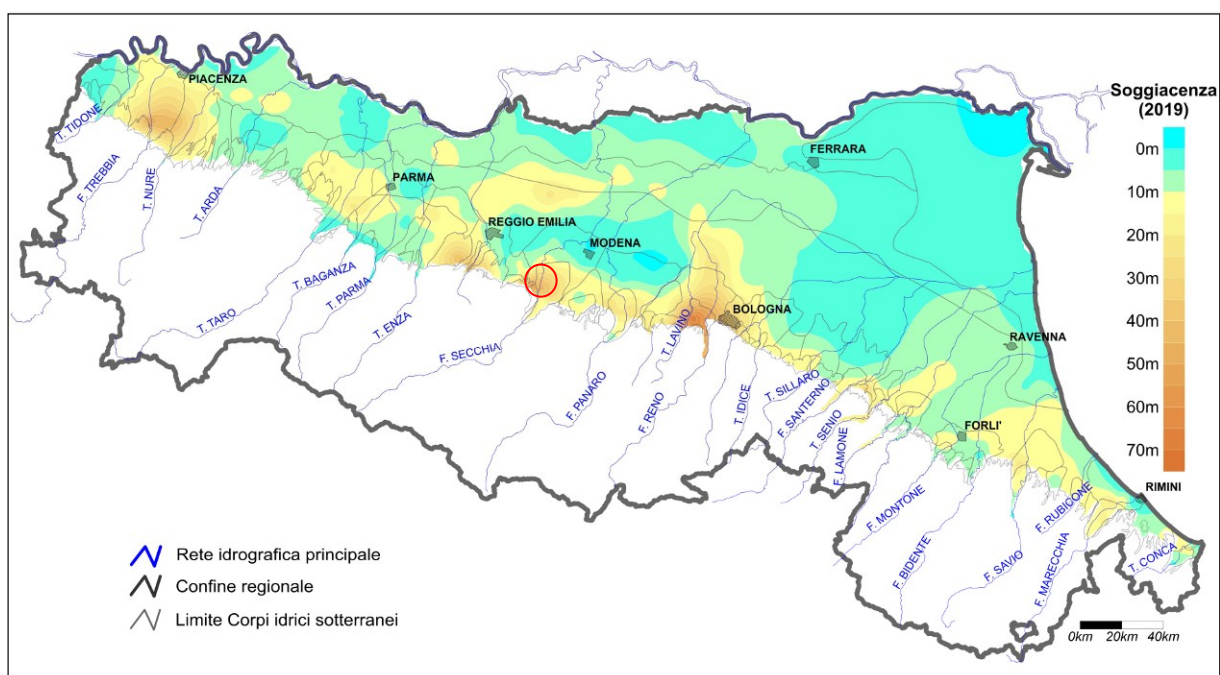 Soggiacenza
(2019)
0m
10m
20m
30m
40m
50m
60m
70m
PIACENZA
PARMA
REGGIO EMILIA
MODENA
FERRARA
BOLOGNA
RAVENNA
FORLI'
RIMINI
T. TIDONE
F. TREBBIA
T. NURE
T. ARDA
T. TARO
T. BAGANZA
T. PARMA
T. ENZA
F. SECCHIA
F. PANARO
F. RENO
T. LAVINO
T. IDICE
T. SILLARO
F. SANTERNO
T. SENIO
F. LAMONE
F. MONTONE
F. BIDENTE
F. SAVIO
F. RUBICONE
F. MARECCHIA
T. CONCA
Rete idrografica principale
Confine regionale
Limite Corpi idrici sotterranei
0km 20km 40km